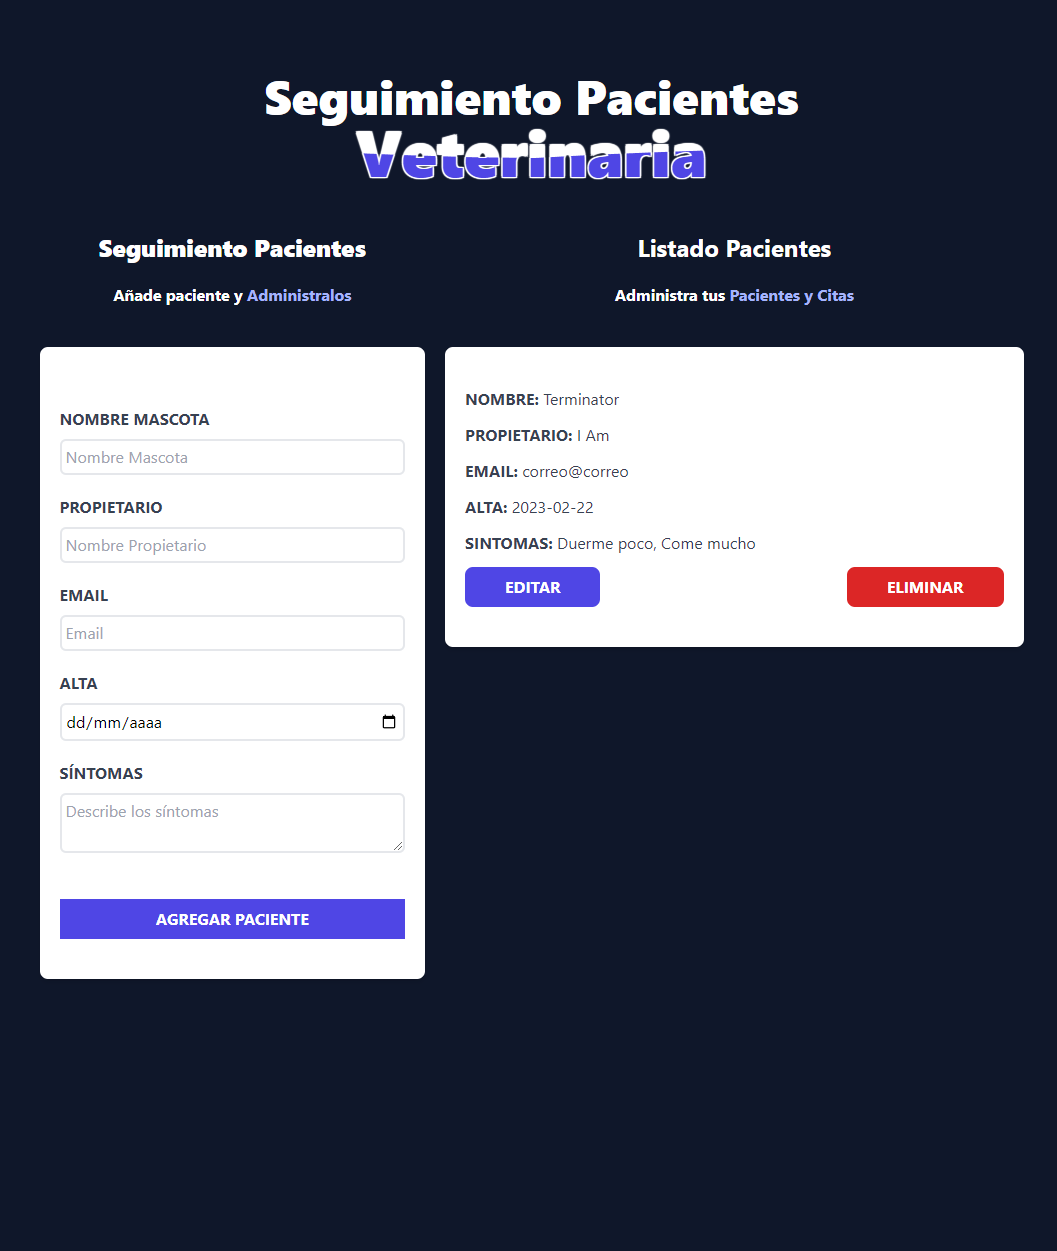 Seguimiento Pacientes
Veterinaria
Seguimiento Pacientes
Añade paciente y Administralos
NOMBRE MASCOTA
Nombre Mascota
PROPIETARIO
Nombre Propietario
EMAIL
Email
ALTA
dd/mm/aaaa
SÍNTOMAS
Describe los síntomas
AGREGAR PACIENTE
Listado Pacientes
Administra tus Pacientes y Citas
NOMBRE: Terminator
PROPIETARIO: I Am
EMAIL: correo@correo
ALTA: 2023-02-22
SINTOMAS: Duerme poco, Come mucho
EDITAR
ELIMINAR